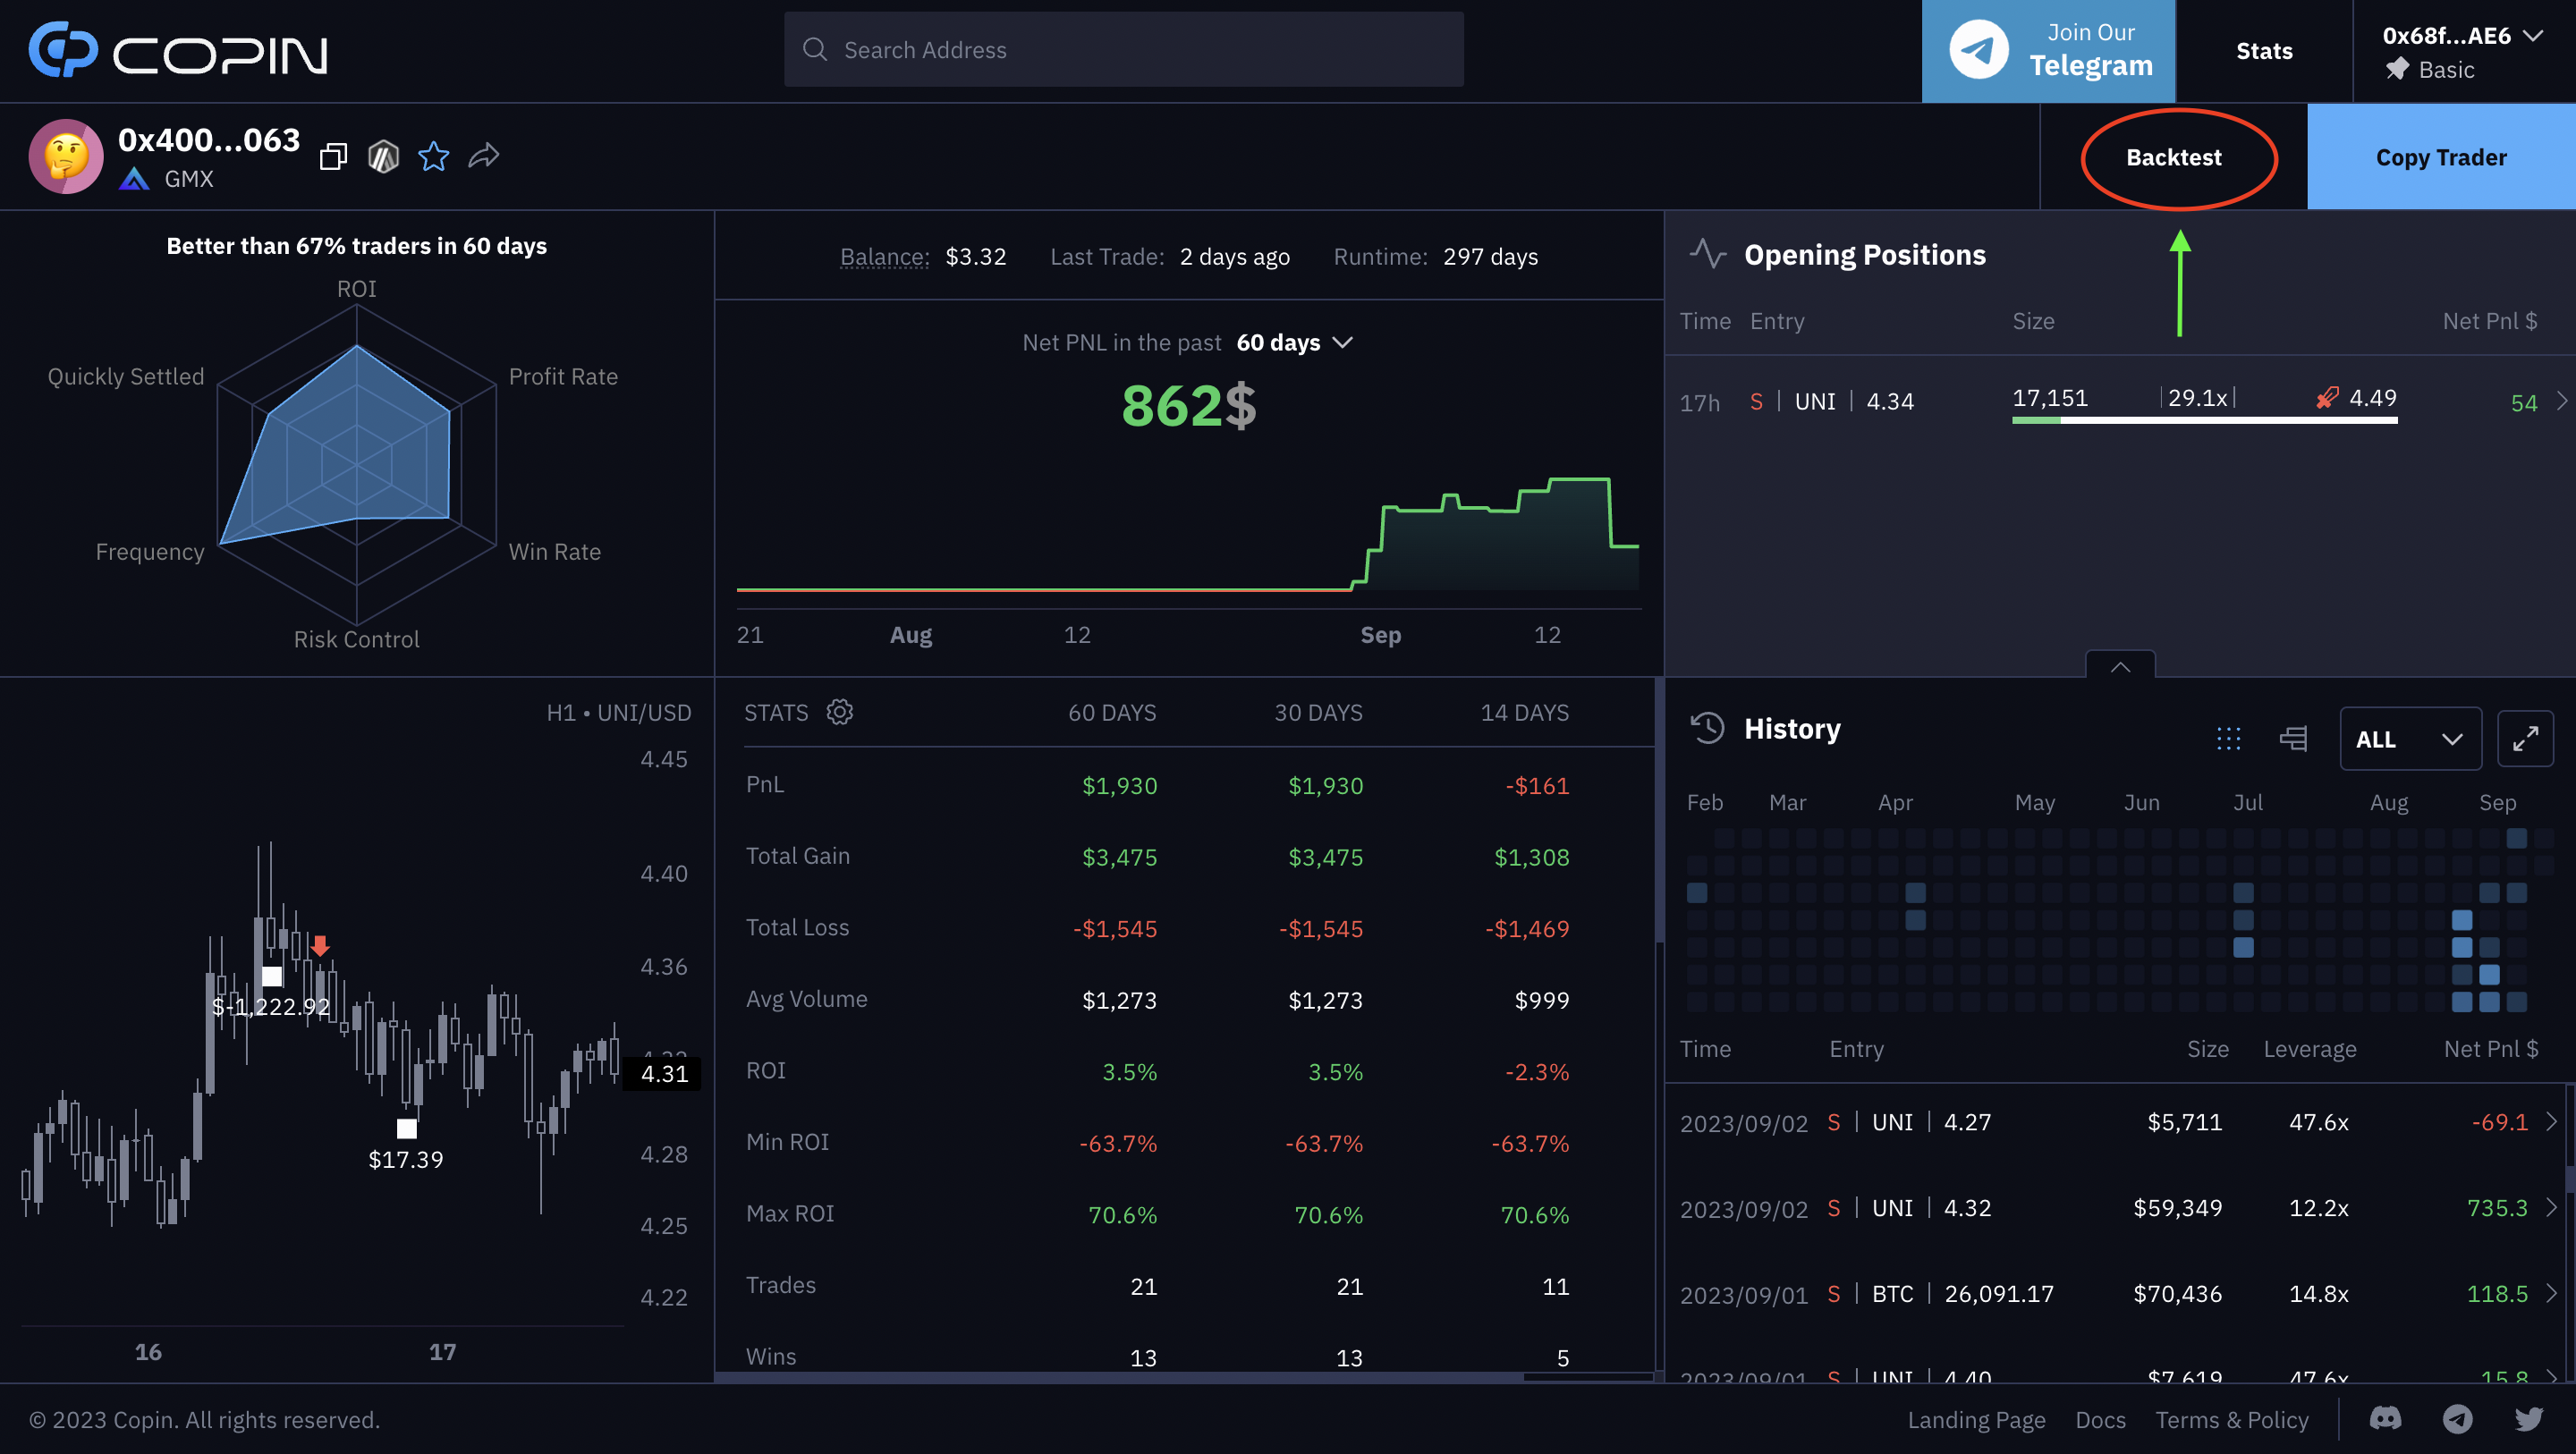 COPIN
Search Address
Join Our
Telegram
Stats
0x68f...AE6
Basic
0x400...063
GMX
Backtest
Copy Trader
Better than 67% traders in 60 days
ROI
Quickly Settled
Profit Rate
Frequency
Win Rate
Risk Control
Balance: $3.32 Last Trade: 2 days ago Runtime: 297 days
Net PNL in the past 60 days
862$
21 Aug 12 Sep 12
Opening Positions
Time Entry Size Net Pnl $
17h S | UNI | 4.34 17,151 |29.1x| 4.49 54
H1 • UNI/USD
4.45
4.40
4.36
4.31
4.28
4.25
4.22
$-1,222.92
$17.39
16 17
STATS 60 DAYS 30 DAYS 14 DAYS
PnL $1,930 $1,930 -$161
Total Gain $3,475 $3,475 $1,308
Total Loss -$1,545 -$1,545 -$1,469
Avg Volume $1,273 $1,273 $999
ROI 3.5% 3.5% -2.3%
Min ROI -63.7% -63.7% -63.7%
Max ROI 70.6% 70.6% 70.6%
Trades 21 21 11
Wins 13 13 5
History
ALL
Feb Mar Apr May Jun Jul Aug Sep
Time Entry Size Leverage Net Pnl $
2023/09/02 S | UNI | 4.27 $5,711 47.6x -69.1
2023/09/02 S | UNI | 4.32 $59,349 12.2x 735.3
2023/09/01 S | BTC | 26,091.17 $70,436 14.8x 118.5
2023/09/01 S | UNI | 4.40 $7,619 47.6x 15.8
© 2023 Copin. All rights reserved.
Landing Page Docs Terms & Policy